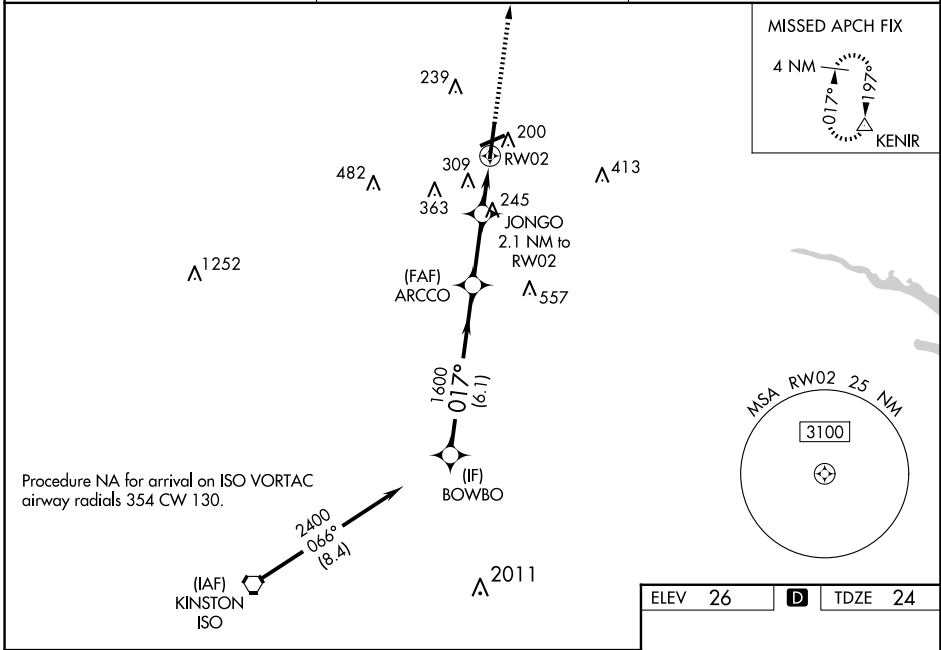 MISSED APCH FIX
4 NM
017°
197°
KENIR
239
200
RW02
309
482
363
413
245
JONGO
2.1 NM to
RW02
1252
(FAF)
ARCCO
557
1600
017°
(6.1)
MSA RW02 25 NM
3100
(IF)
BOWBO
Procedure NA for arrival on ISO VORTAC
airway radials 354 CW 130.
2400
066°
(8.4)
(IAF)
KINSTON
ISO
2011
ELEV 26 D TDZE 24